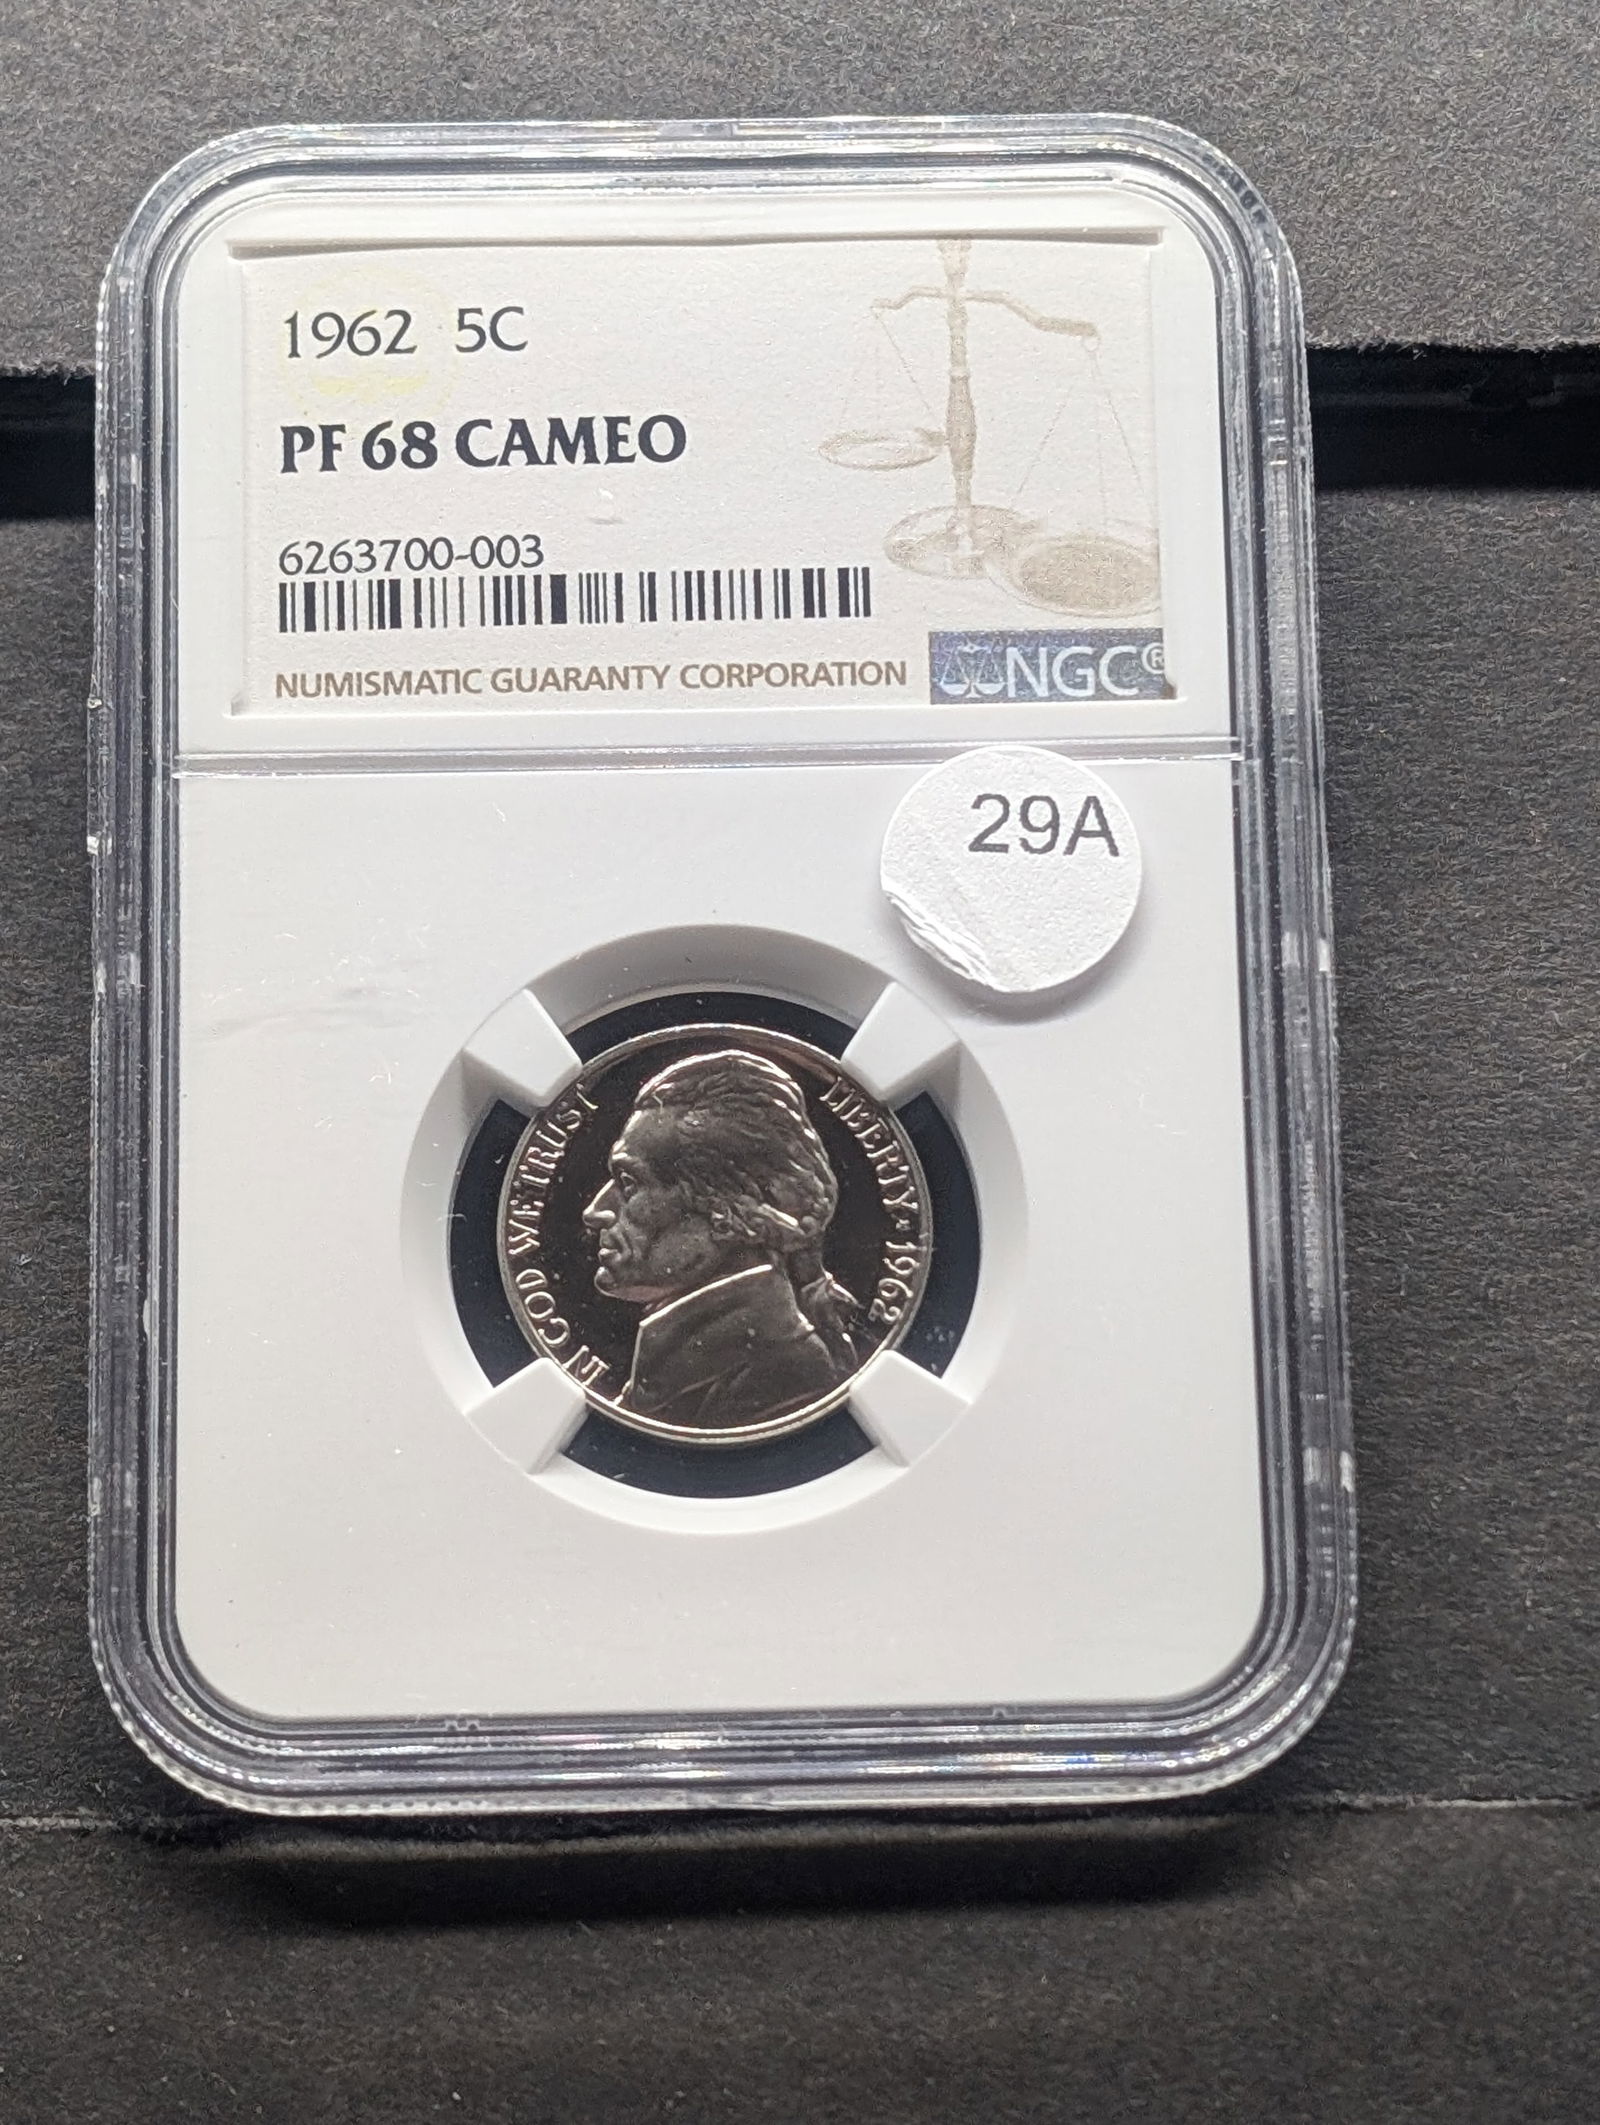 1962 5C
PF 68 CAMEO
6263700-003
NUMISMATIC GUARANTY CORPORATION
NGC®
29A
IN GOD WE TRUST
LIBERTY ★ 1962